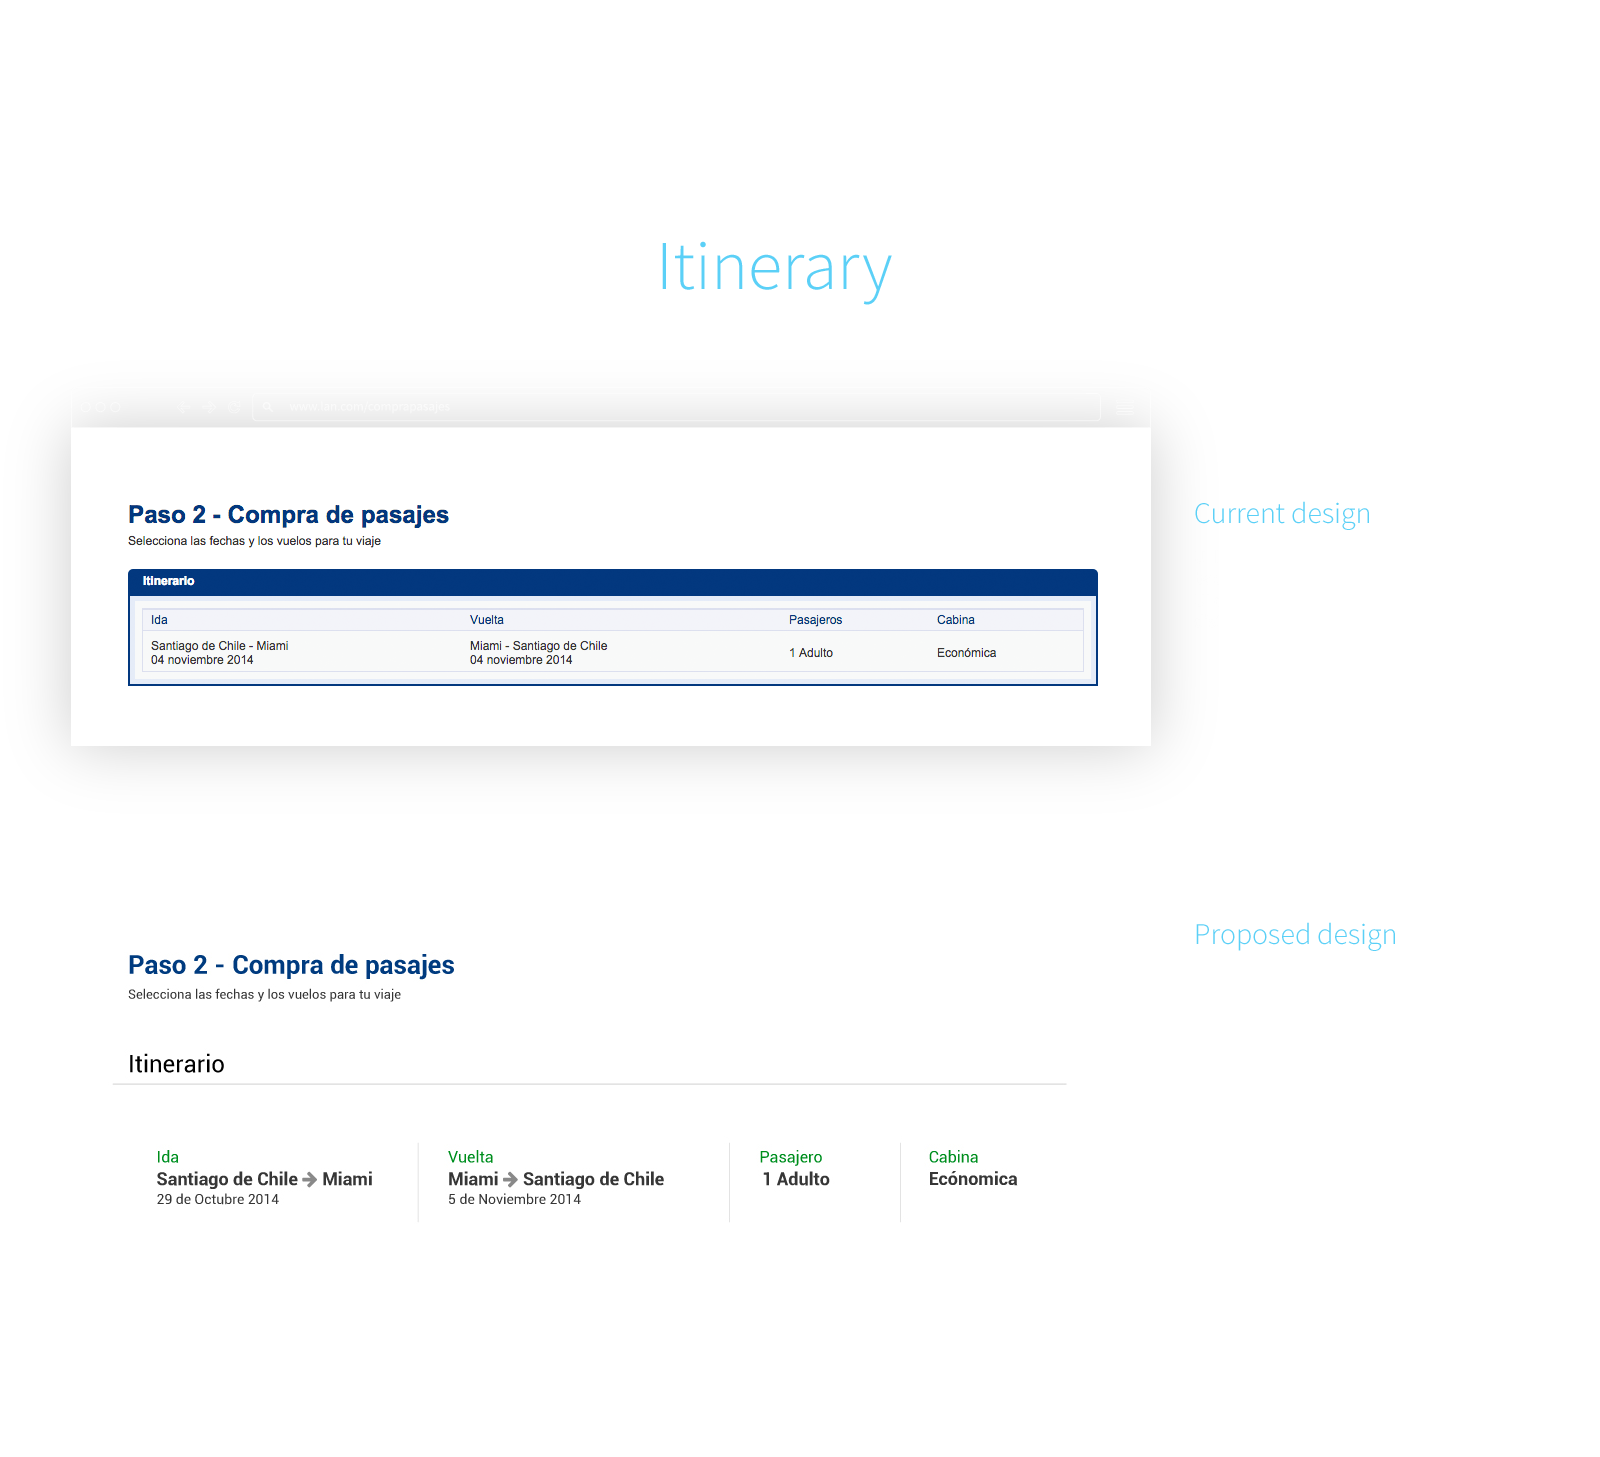 Itinerary
Current design
Paso 2 - Compra de pasajes
Selecciona las fechas y los vuelos para tu viaje
Itinerario
Ida Vuelta Pasajeros Cabina
Santiago de Chile - Miami Miami - Santiago de Chile 1 Adulto Económica
04 noviembre 2014 04 noviembre 2014
Proposed design
Paso 2 - Compra de pasajes
Selecciona las fechas y los vuelos para tu viaje
Itinerario
Ida Vuelta Pasajero Cabina
Santiago de Chile → Miami Miami → Santiago de Chile 1 Adulto Ecónomica
29 de Octubre 2014 5 de Noviembre 2014